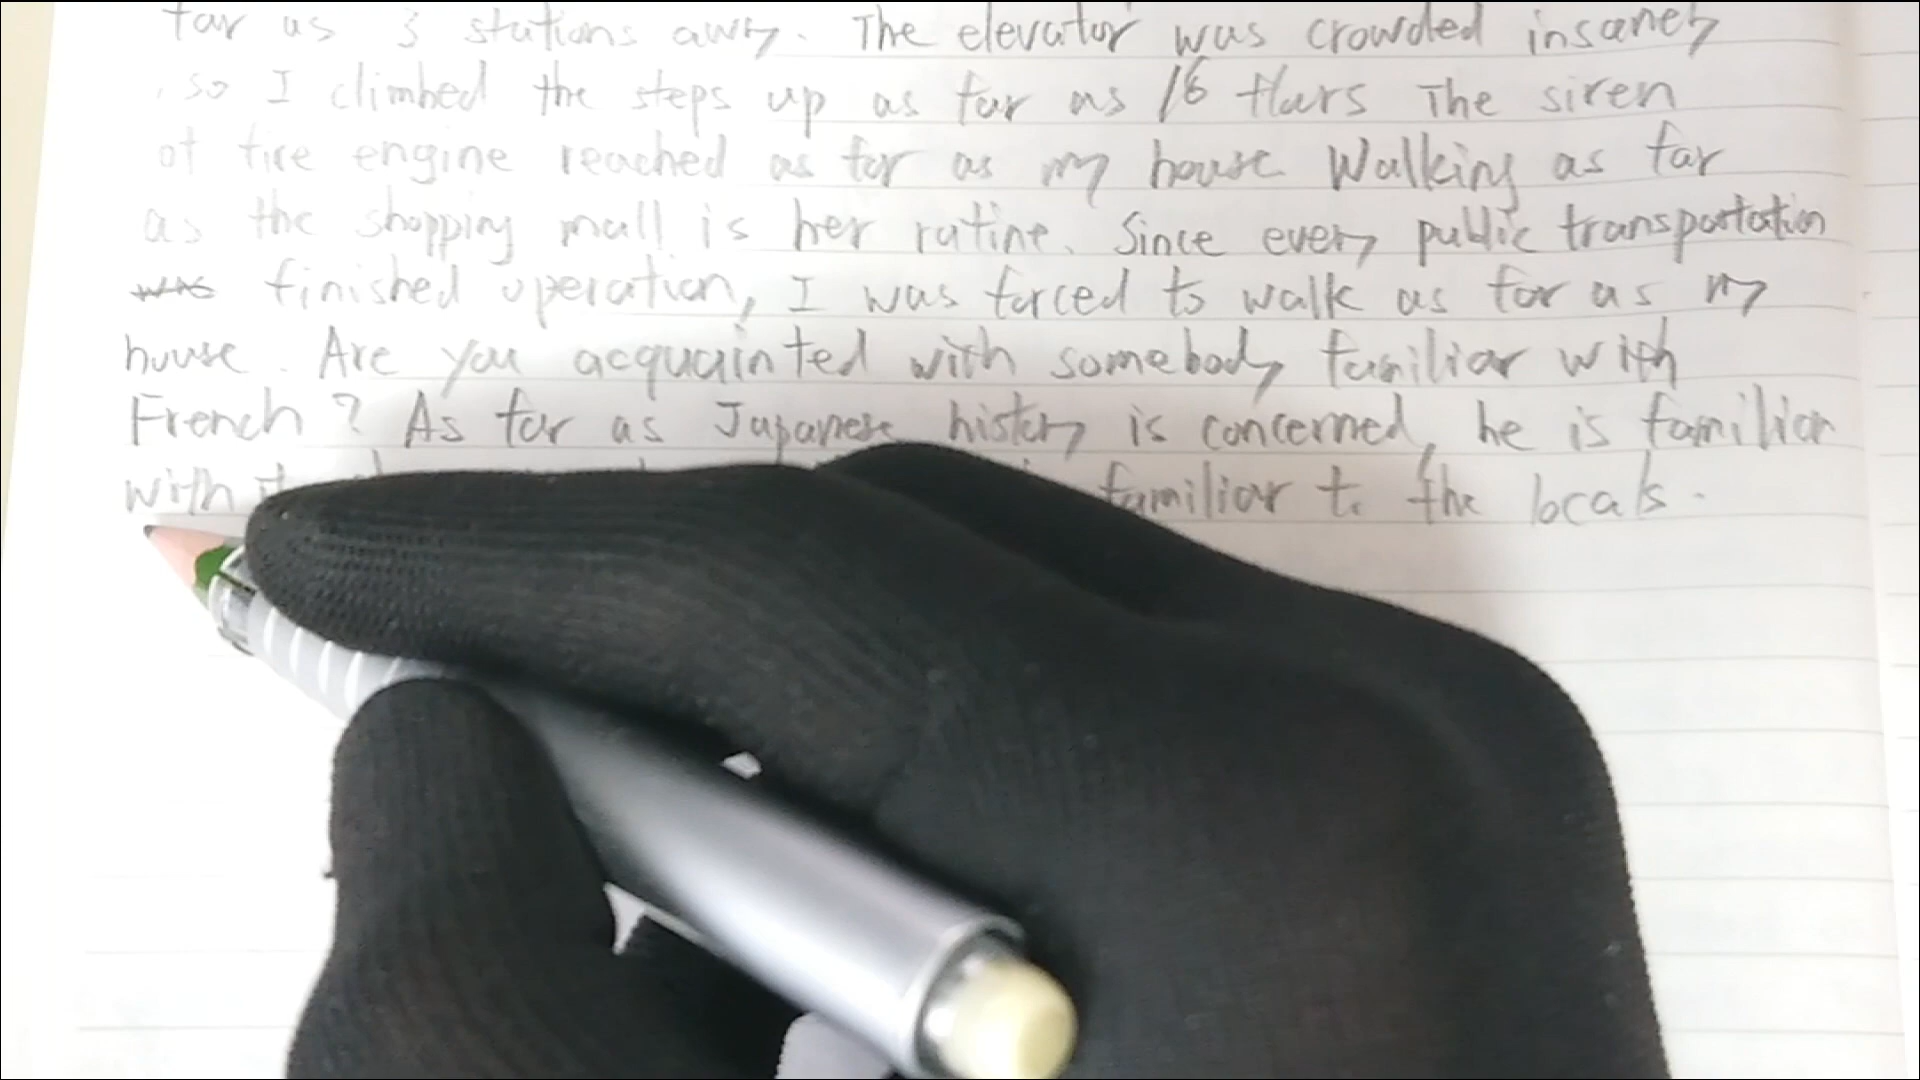 far as 3 stations away. The elevator was crowded insanely
, so I climbed the steps up as far as 16 flours The siren
of fire engine reached as far as my house Walking as far
as the shopping mall is her rutine. Since every public transportation
was finished operation, I was forced to walk as far as my
house. Are you acquainted with somebody familiar with
French? As far as Japanese history is concerned, he is familiar
with familiar to the locals.